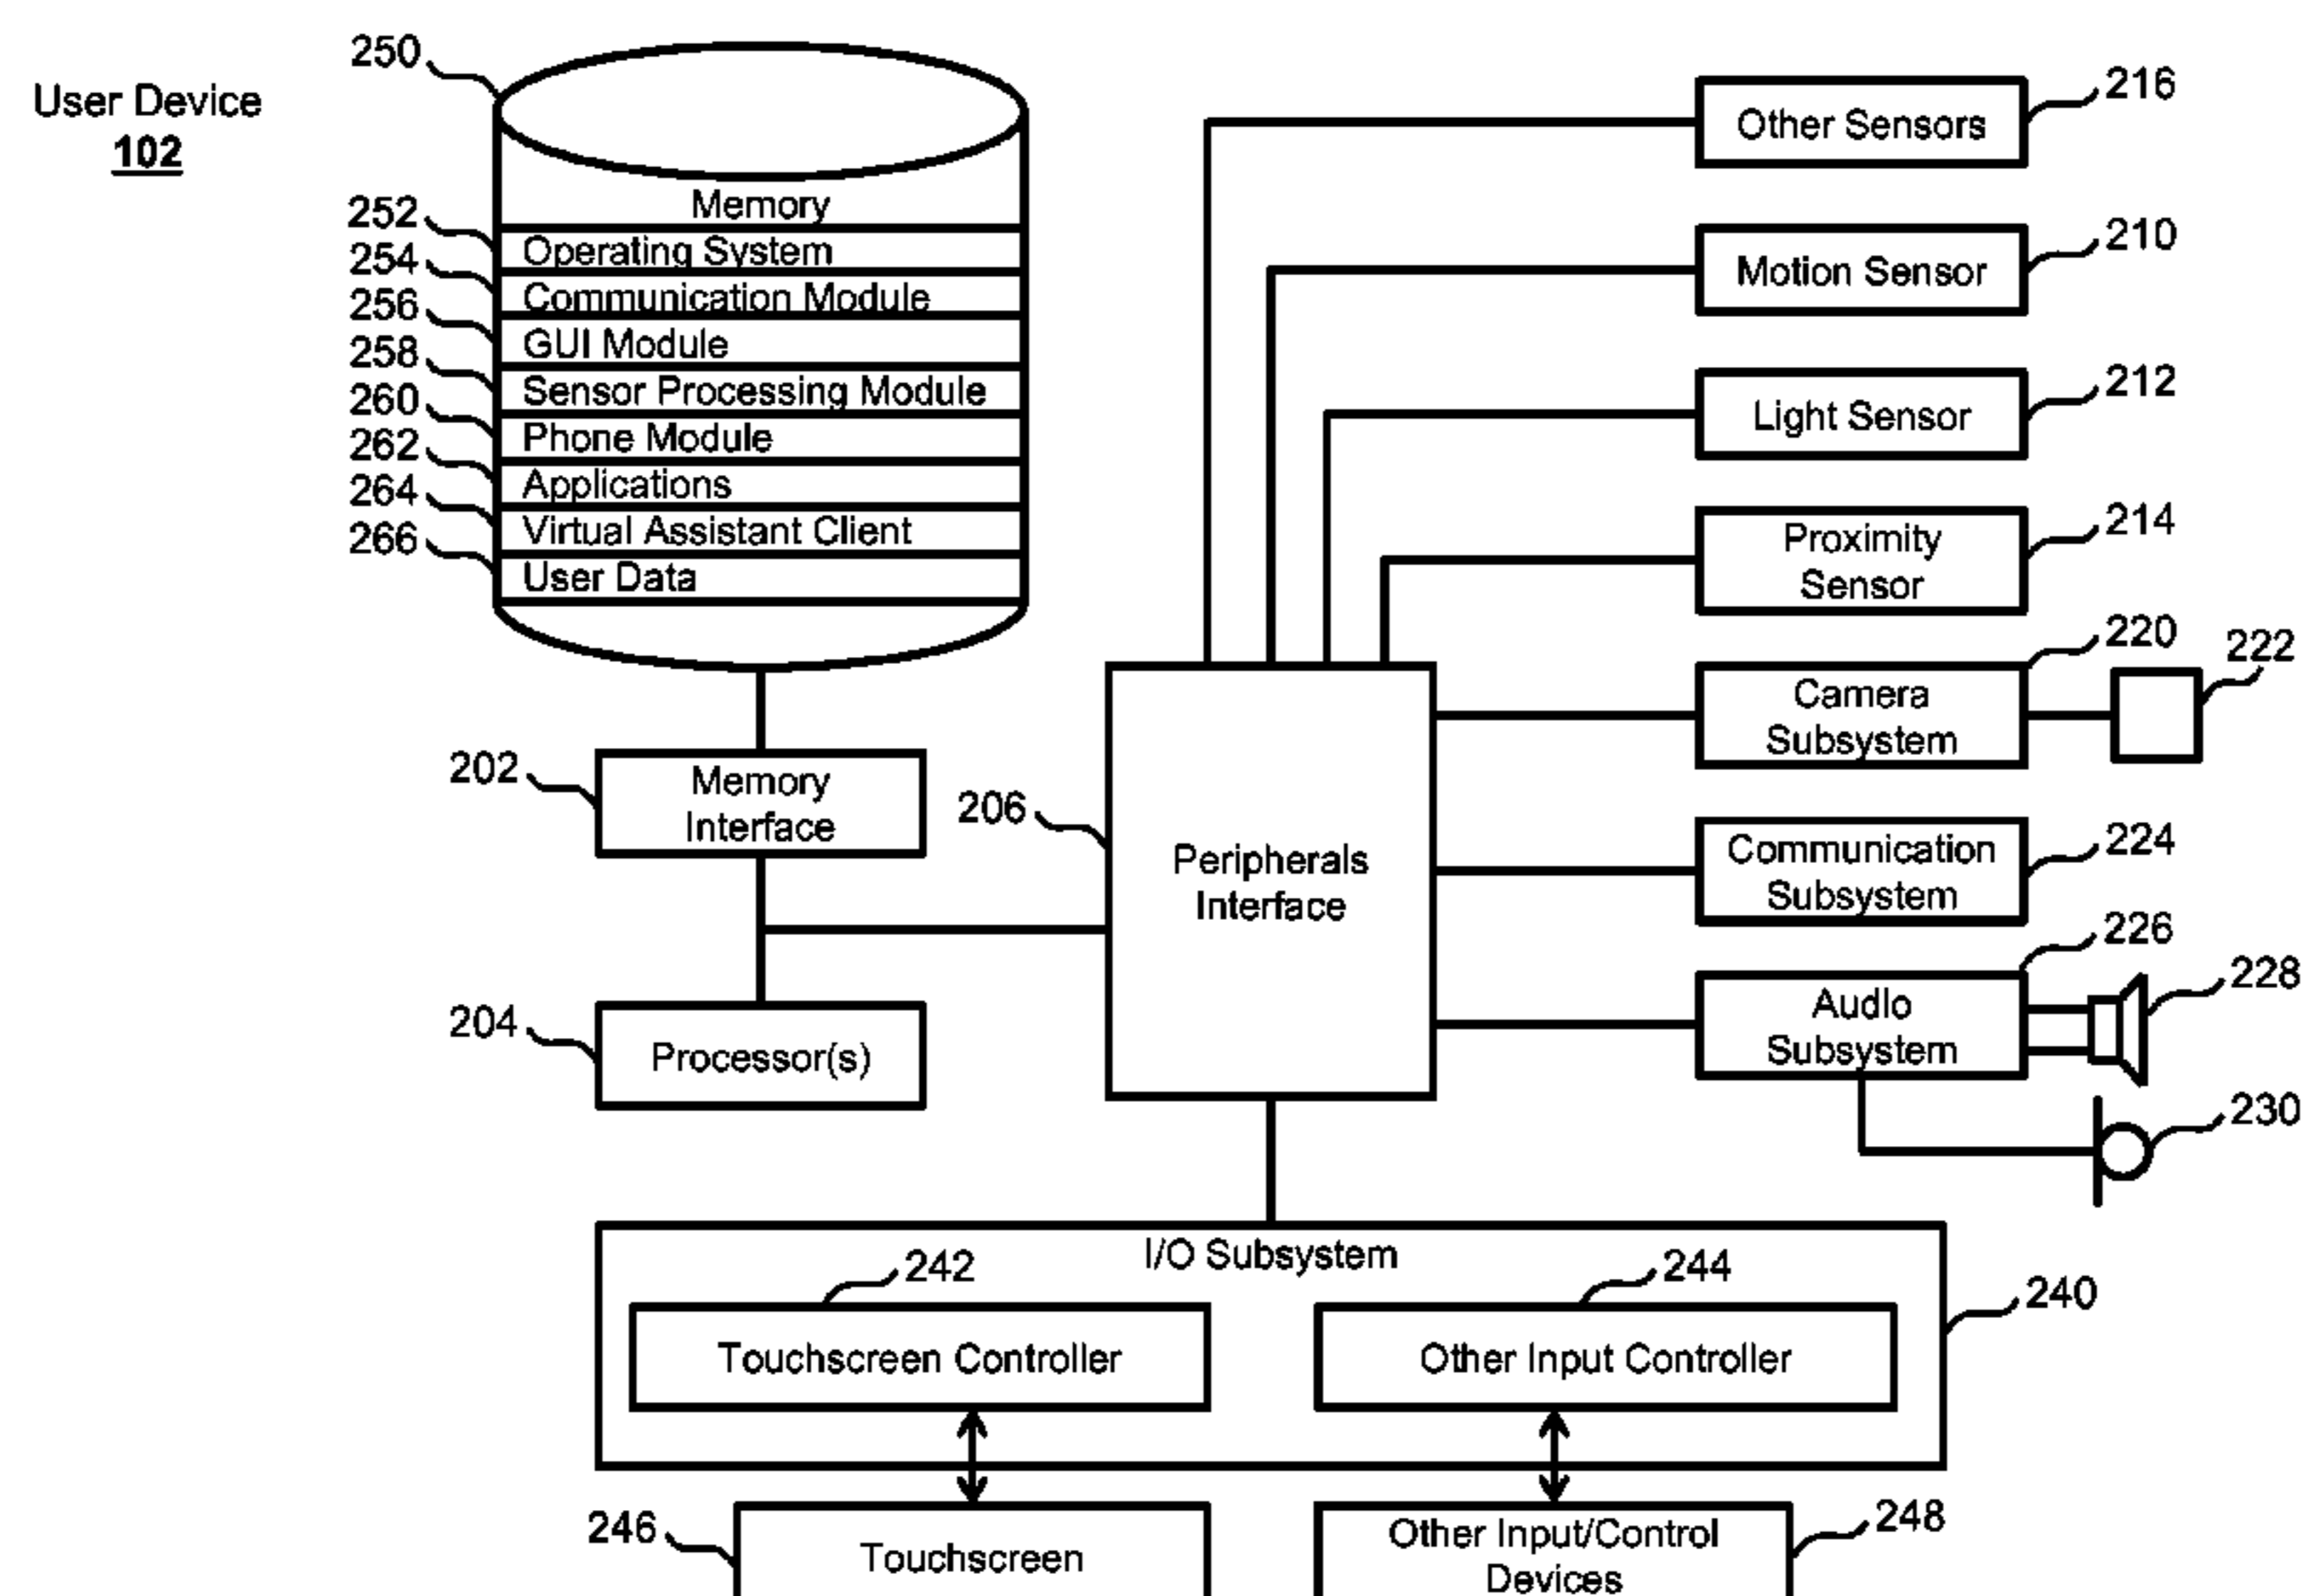 User Device
102
250
Memory
252
Operating System
254
Communication Module
256
GUI Module
258
Sensor Processing Module
260
Phone Module
262
Applications
264
Virtual Assistant Client
266
User Data
Other Sensors
216
Motion Sensor
210
Light Sensor
212
Proximity
Sensor
214
Camera
Subsystem
220
222
202
Memory
Interface
206
Peripherals
Interface
Communication
Subsystem
224
204
Processor(s)
Audio
Subsystem
226
228
230
I/O Subsystem
240
242
Touchscreen Controller
244
Other Input Controller
246
Touchscreen
Other Input/Control
Devices
248